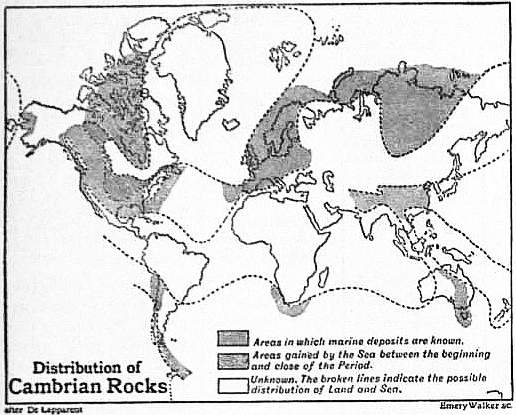 Areas in which marine deposits are known.
Areas gained by the Sea between the beginning
and close of the Period.
Unknown. The broken lines indicate the possible
distribution of Land and Sea.
Distribution of
Cambrian Rocks
after De Lapparent
Emery Walker sc.